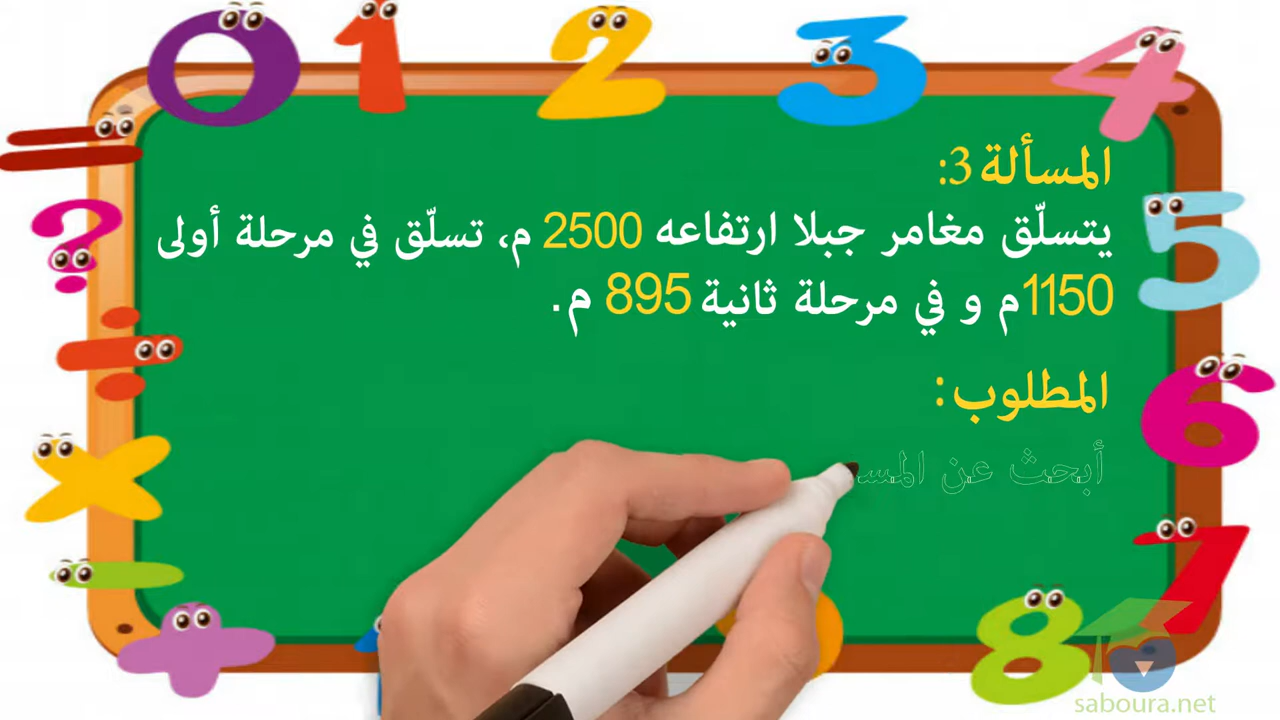 المسألة 3:
يتسلّق مغامر جبلا ارتفاعه 2500 م، تسلّق في مرحلة أولى
1150م و في مرحلة ثانية 895 م.
المطلوب:
أبحث عن
saboura.net